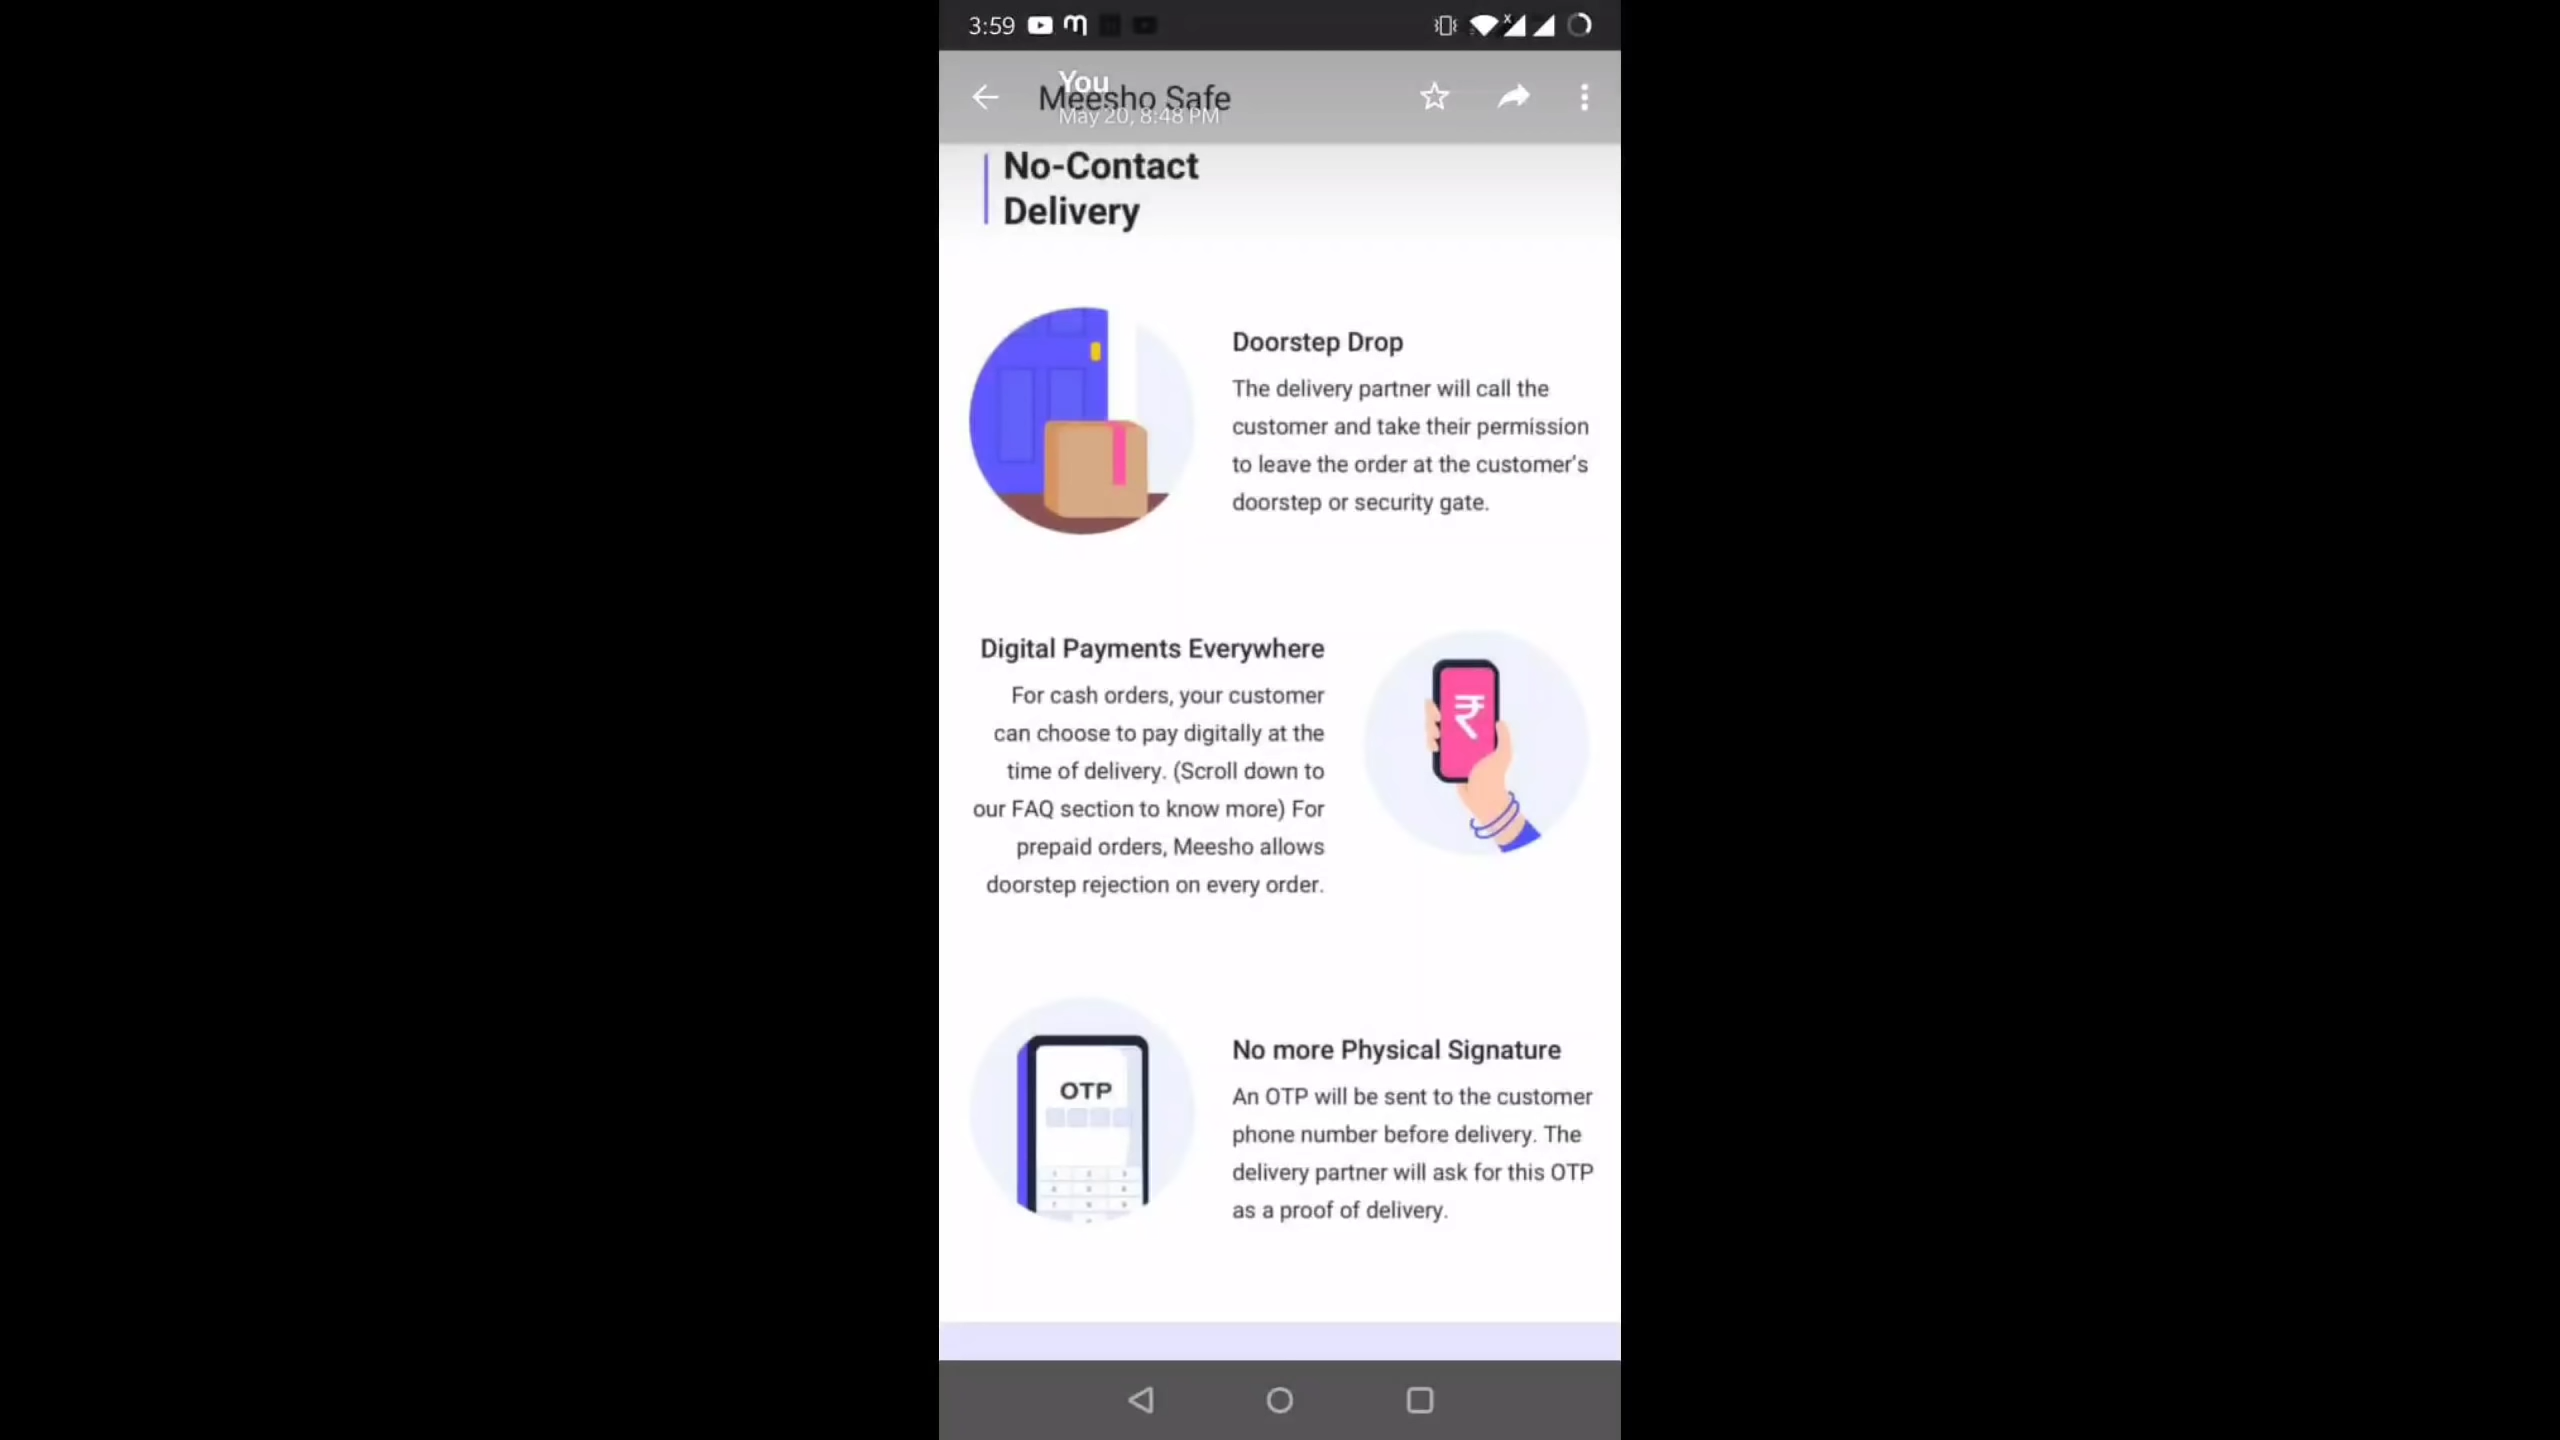 3:59
You
Meesho Safe
May 20, 8:48 PM
No-Contact
Delivery
Doorstep Drop
The delivery partner will call the
customer and take their permission
to leave the order at the customer's
doorstep or security gate.
Digital Payments Everywhere
For cash orders, your customer
can choose to pay digitally at the
time of delivery. (Scroll down to
our FAQ section to know more) For
prepaid orders, Meesho allows
doorstep rejection on every order.
₹
OTP
No more Physical Signature
An OTP will be sent to the customer
phone number before delivery. The
delivery partner will ask for this OTP
as a proof of delivery.